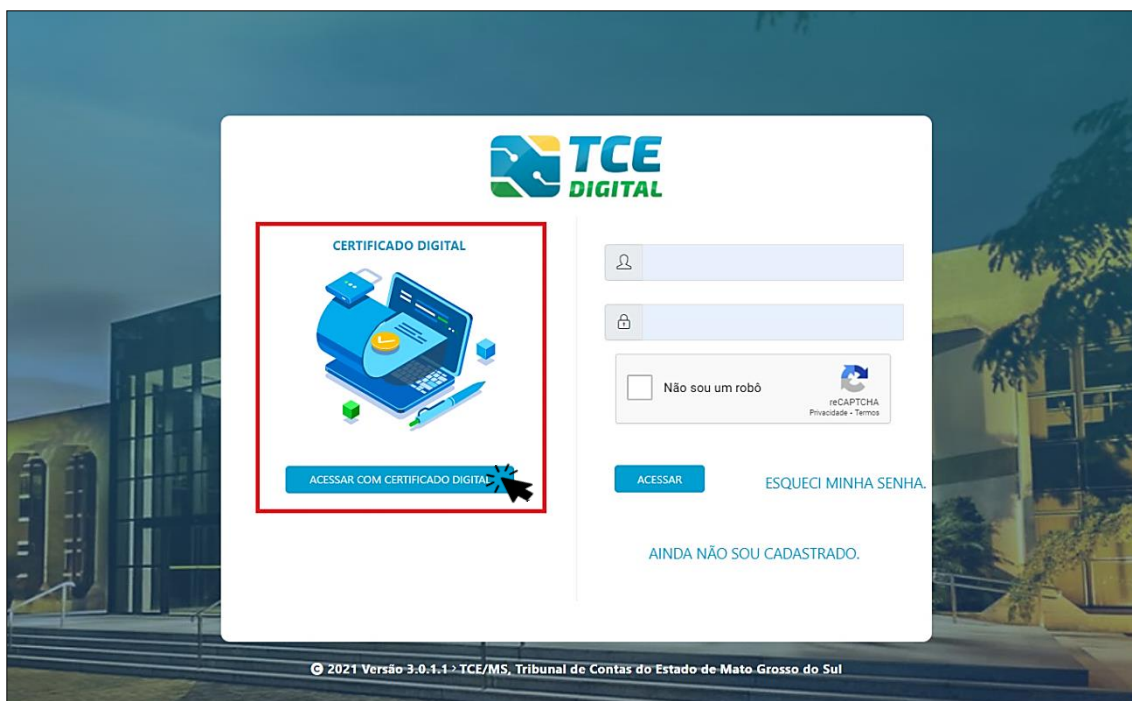 TCE
DIGITAL
CERTIFICADO DIGITAL
ACESSAR COM CERTIFICADO DIGITAL
Não sou um robô
reCAPTCHA
Privacidade - Termos
ACESSAR
ESQUECI MINHA SENHA.
AINDA NÃO SOU CADASTRADO.
© 2021 Versão 3.0.1.1 > TCE/MS, Tribunal de Contas do Estado de Mato Grosso do Sul